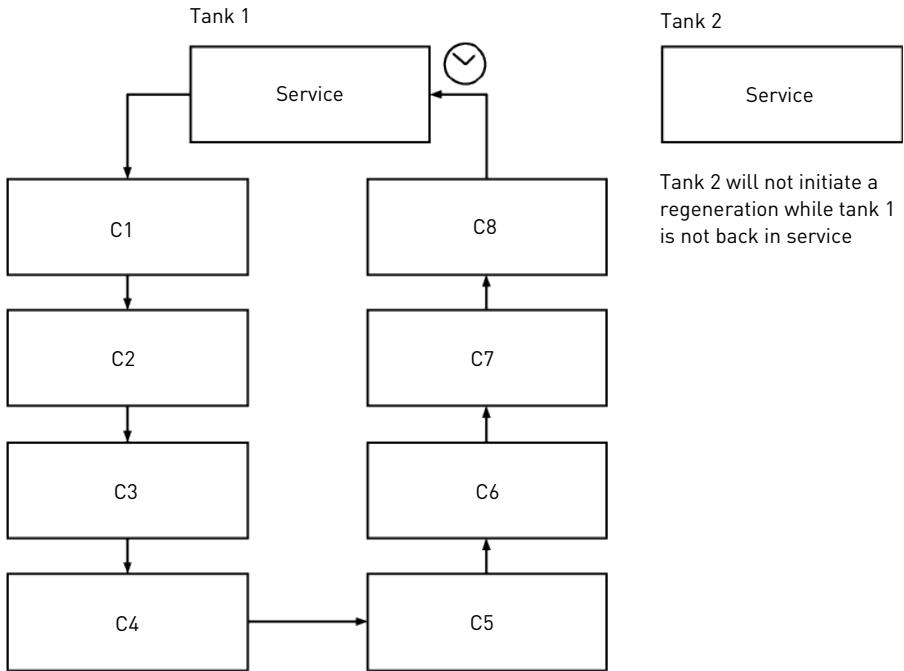 Tank 1
Service
Tank 2
Service
Tank 2 will not initiate a
regeneration while tank 1
is not back in service
C1
C2
C3
C4
C5
C6
C7
C8